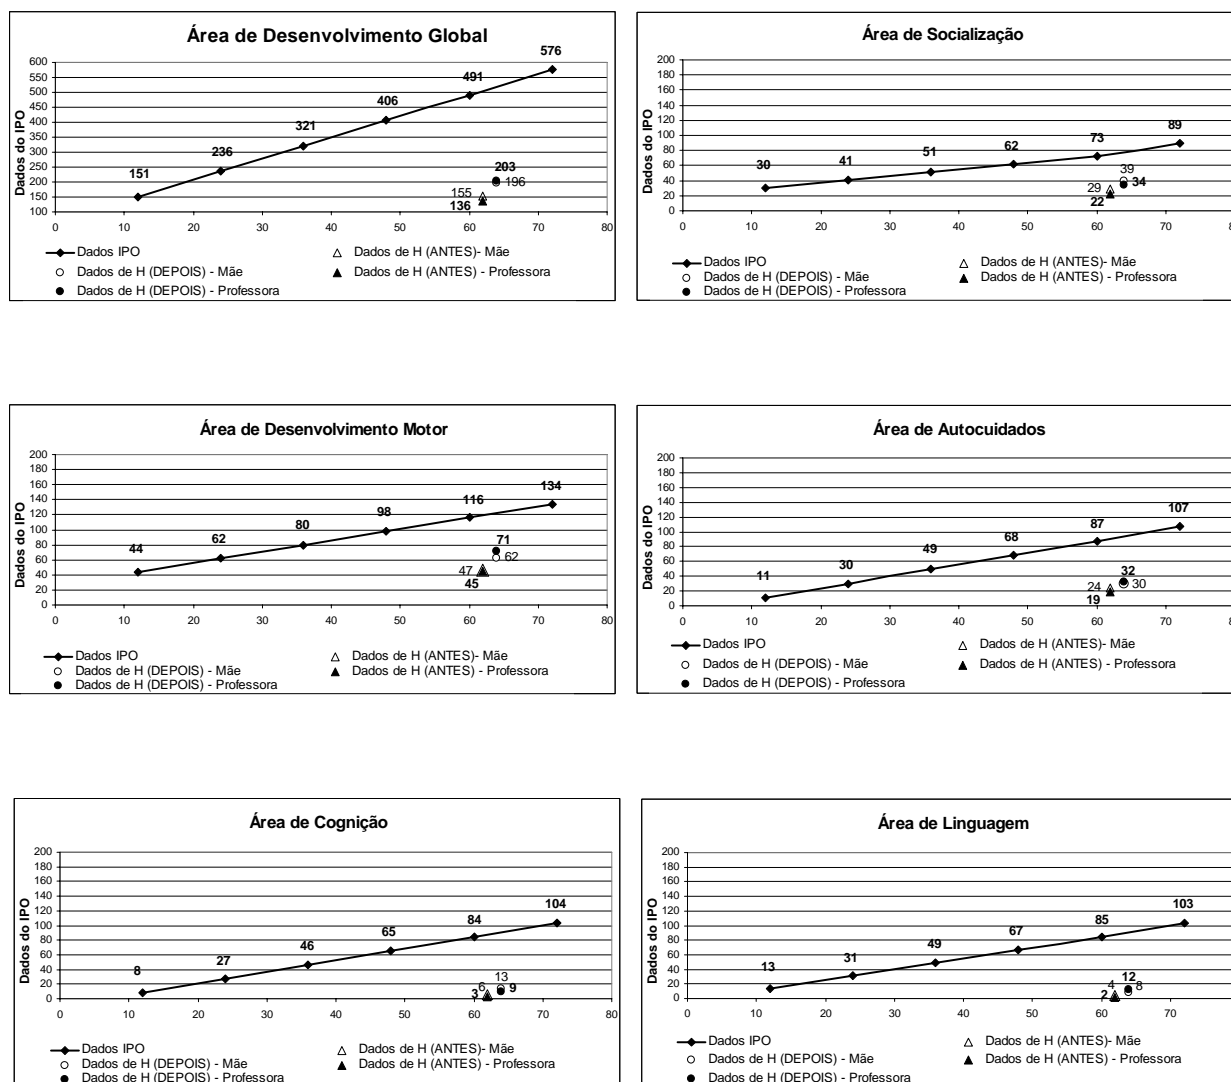 Área de Desenvolvimento Global
Dados do IPO
600
550
500
450
400
350
300
250
200
150
100
0 10 20 30 40 50 60 70 80
151 236 321 406 491 576
203
196
155
136
Dados IPO
Dados de H (ANTES)- Mãe
Dados de H (DEPOIS) - Mãe
Dados de H (ANTES) - Professora
Dados de H (DEPOIS) - Professora
Área de Socialização
Dados do IPO
200
180
160
140
120
100
80
60
40
20
0
0 10 20 30 40 50 60 70
30 41 51 62 73 89
39
34
29
22
Dados IPO
Dados de H (ANTES)- Mãe
Dados de H (DEPOIS) - Mãe
Dados de H (ANTES) - Professora
Dados de H (DEPOIS) - Professora
Área de Desenvolvimento Motor
Dados do IPO
200
180
160
140
120
100
80
60
40
20
0
0 10 20 30 40 50 60 70 80
44 62 80 98 116 134
71
62
47
45
Dados IPO
Dados de H (ANTES)- Mãe
Dados de H (DEPOIS) - Mãe
Dados de H (ANTES) - Professora
Dados de H (DEPOIS) - Professora
Área de Autocuidados
Dados do IPO
200
180
160
140
120
100
80
60
40
20
0
0 10 20 30 40 50 60 70
11 30 49 68 87 107
32
30
24
19
Dados IPO
Dados de H (ANTES)- Mãe
Dados de H (DEPOIS) - Mãe
Dados de H (ANTES) - Professora
Dados de H (DEPOIS) - Professora
Área de Cognição
Dados do IPO
200
180
160
140
120
100
80
60
40
20
0
0 10 20 30 40 50 60 70 80
8 27 46 65 84 104
13
9
6
3
Dados IPO
Dados de H (ANTES)- Mãe
Dados de H (DEPOIS) - Mãe
Dados de H (ANTES) - Professora
Dados de H (DEPOIS) - Professora
Área de Linguagem
Dados do IPO
200
180
160
140
120
100
80
60
40
20
0
0 10 20 30 40 50 60 70
13 31 49 67 85 103
12
8
4
2
Dados IPO
Dados de H (ANTES)- Mãe
Dados de H (DEPOIS) - Mãe
Dados de H (ANTES) - Professora
Dados de H (DEPOIS) - Professora